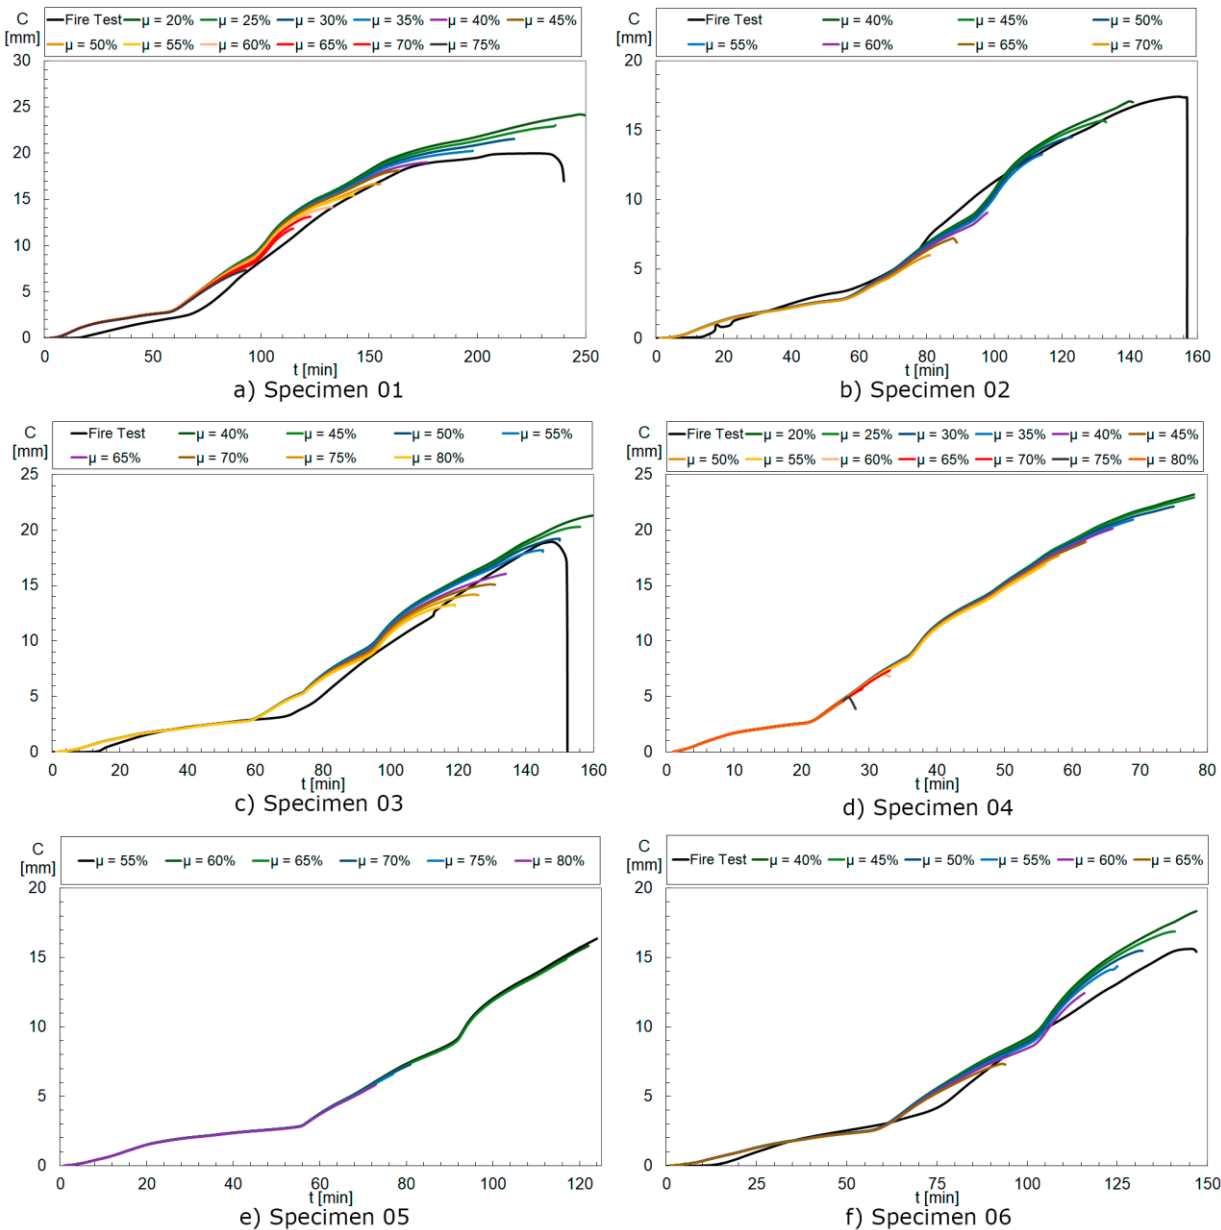 C
[mm]
Fire Test μ = 20% μ = 25% μ = 30% μ = 35% μ = 40% μ = 45%
μ = 50% μ = 55% μ = 60% μ = 65% μ = 70% μ = 75%
30
25
20
15
10
5
0
0 50 100 150 200 250
t [min]
a) Specimen 01
C
[mm]
Fire Test μ = 40% μ = 45% μ = 50%
μ = 55% μ = 60% μ = 65% μ = 70%
20
15
10
5
0
0 20 40 60 80 100 120 140 160
t [min]
b) Specimen 02
C
[mm]
Fire Test μ = 40% μ = 45% μ = 50% μ = 55%
μ = 65% μ = 70% μ = 75% μ = 80%
25
20
15
10
5
0
0 20 40 60 80 100 120 140 160
t [min]
c) Specimen 03
C
[mm]
Fire Test μ = 20% μ = 25% μ = 30% μ = 35% μ = 40% μ = 45%
μ = 50% μ = 55% μ = 60% μ = 65% μ = 70% μ = 75% μ = 80%
25
20
15
10
5
0
0 10 20 30 40 50 60 70 80
t [min]
d) Specimen 04
C
[mm]
μ = 55% μ = 60% μ = 65% μ = 70% μ = 75% μ = 80%
20
15
10
5
0
0 20 40 60 80 100 120
t [min]
e) Specimen 05
C
[mm]
Fire Test μ = 40% μ = 45% μ = 50% μ = 55% μ = 60% μ = 65%
20
15
10
5
0
0 25 50 75 100 125 150
t [min]
f) Specimen 06